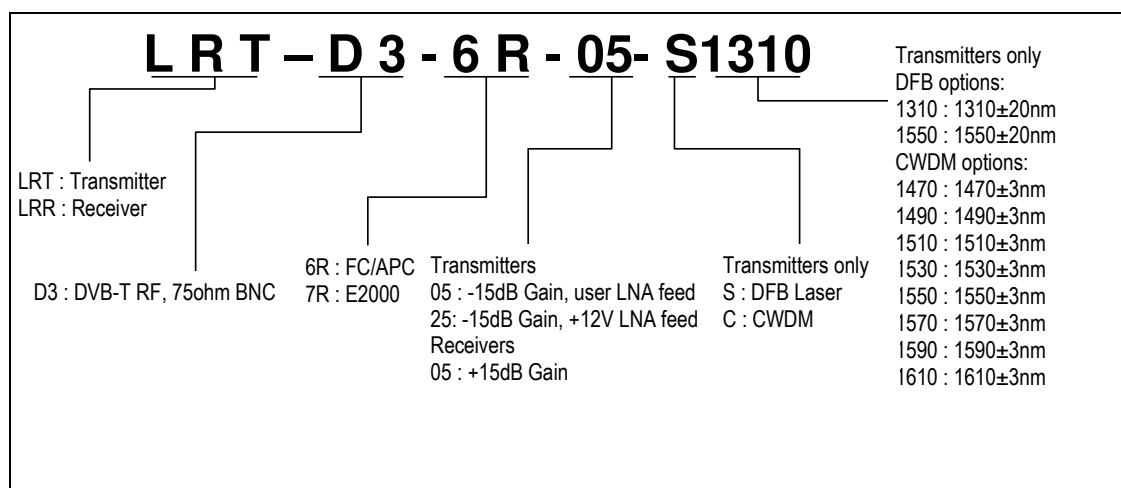 LRT – D3 - 6R - 05- S1310
LRT : Transmitter
LRR : Receiver
D3 : DVB-T RF, 75ohm BNC
6R : FC/APC
7R : E2000
Transmitters
05 : -15dB Gain, user LNA feed
25: -15dB Gain, +12V LNA feed
Receivers
05 : +15dB Gain
Transmitters only
S : DFB Laser
C : CWDM
Transmitters only
DFB options:
1310 : 1310±20nm
1550 : 1550±20nm
CWDM options:
1470 : 1470±3nm
1490 : 1490±3nm
1510 : 1510±3nm
1530 : 1530±3nm
1550 : 1550±3nm
1570 : 1570±3nm
1590 : 1590±3nm
1610 : 1610±3nm